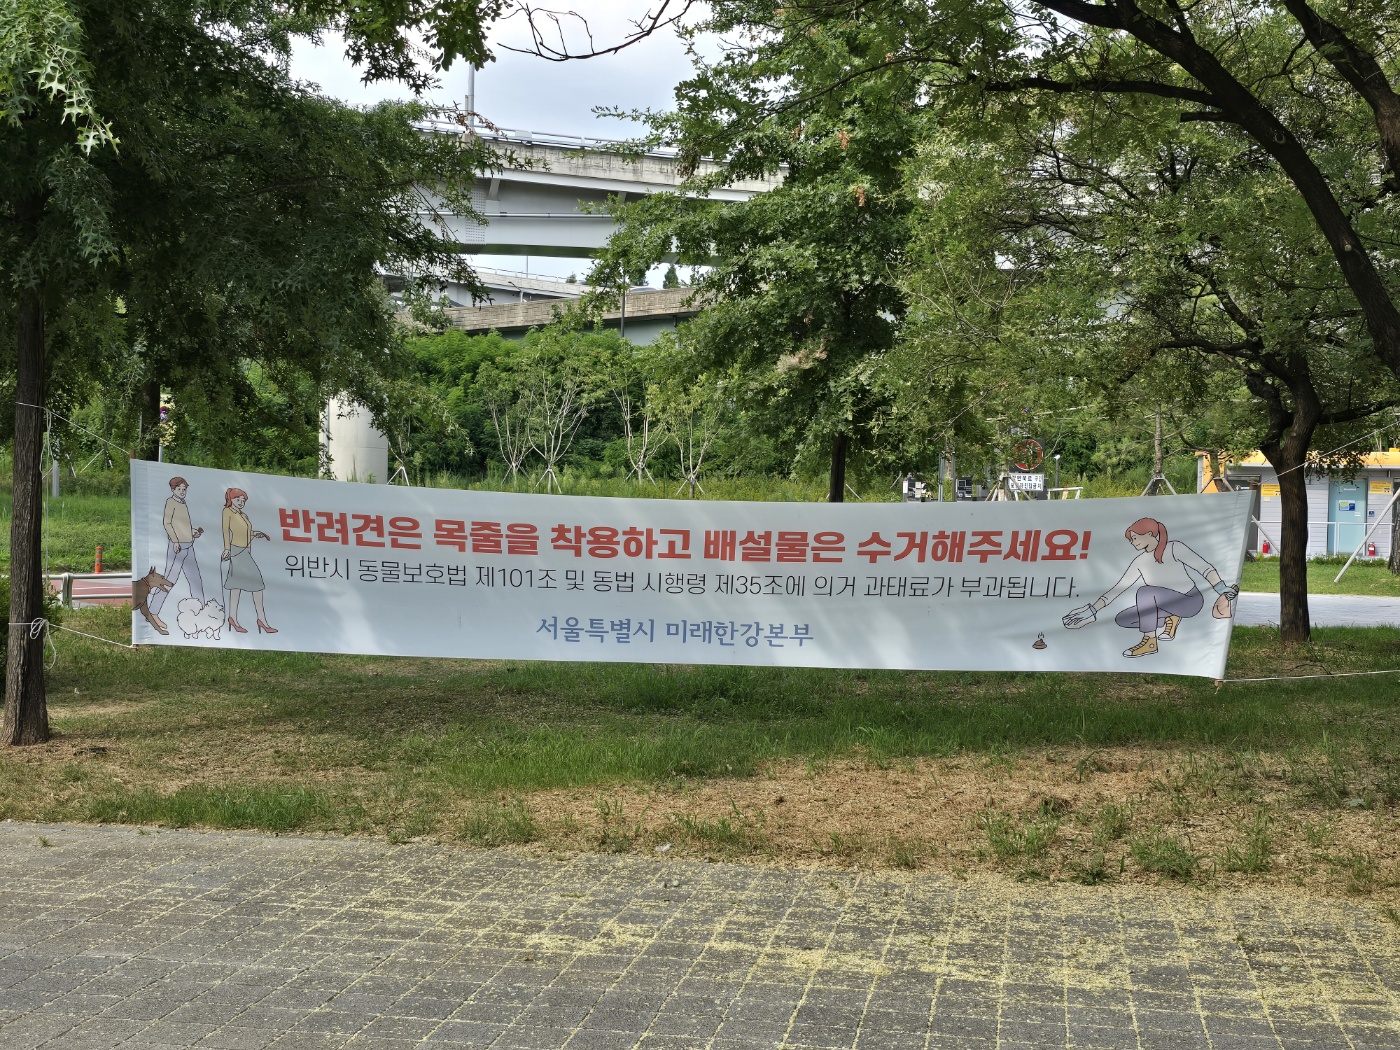 반려견은 목줄을 착용하고 배설물은 수거해주세요!
위반시 동물보호법 제101조 및 동법 시행령 제35조에 의거 과태료가 부과됩니다.
서울특별시 미래한강본부